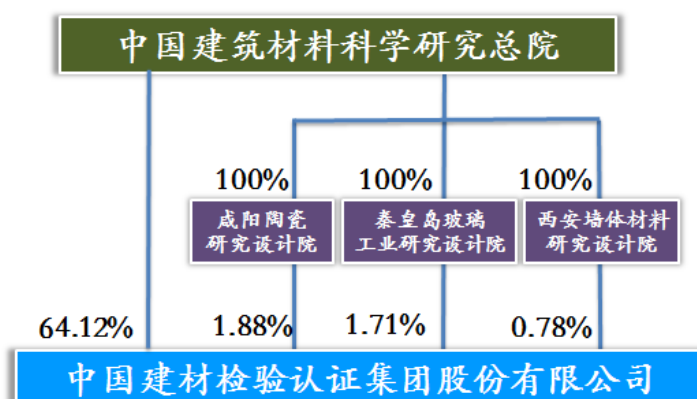 中国建筑材料科学研究总院
100%
100%
100%
咸阳陶瓷
研究设计院
秦皇岛玻璃
工业研究设计院
西安墙体材料
研究设计院
64.12%
1.88%
1.71%
0.78%
中国建材检验认证集团股份有限公司